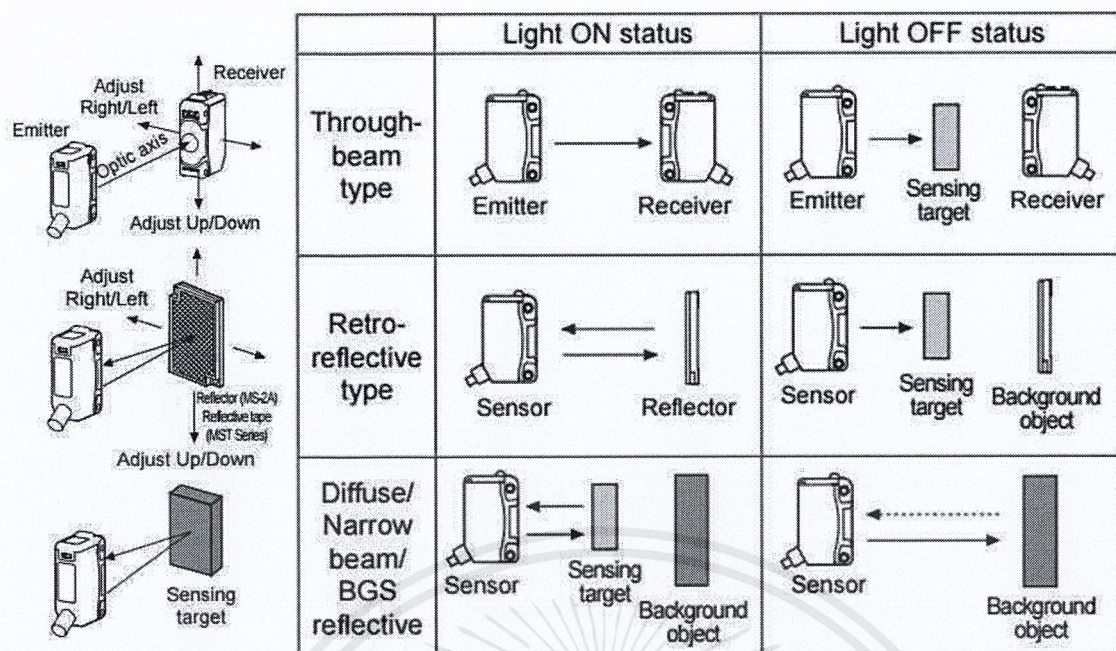 Light ON status
Light OFF status
Receiver
Adjust
Right/Left
Emitter
Optic axis
Adjust Up/Down
Through-
beam
type
Emitter
Receiver
Emitter
Sensing
target
Receiver
Adjust
Right/Left
Reflector (MS-2A)
Reflective tape
(MST Series)
Adjust Up/Down
Retro-
reflective
type
Sensor
Reflector
Sensor
Sensing
target
Background
object
Sensing
target
Diffuse/
Narrow
beam/
BGS
reflective
Sensor
Sensing
target
Background
object
Sensor
Background
object